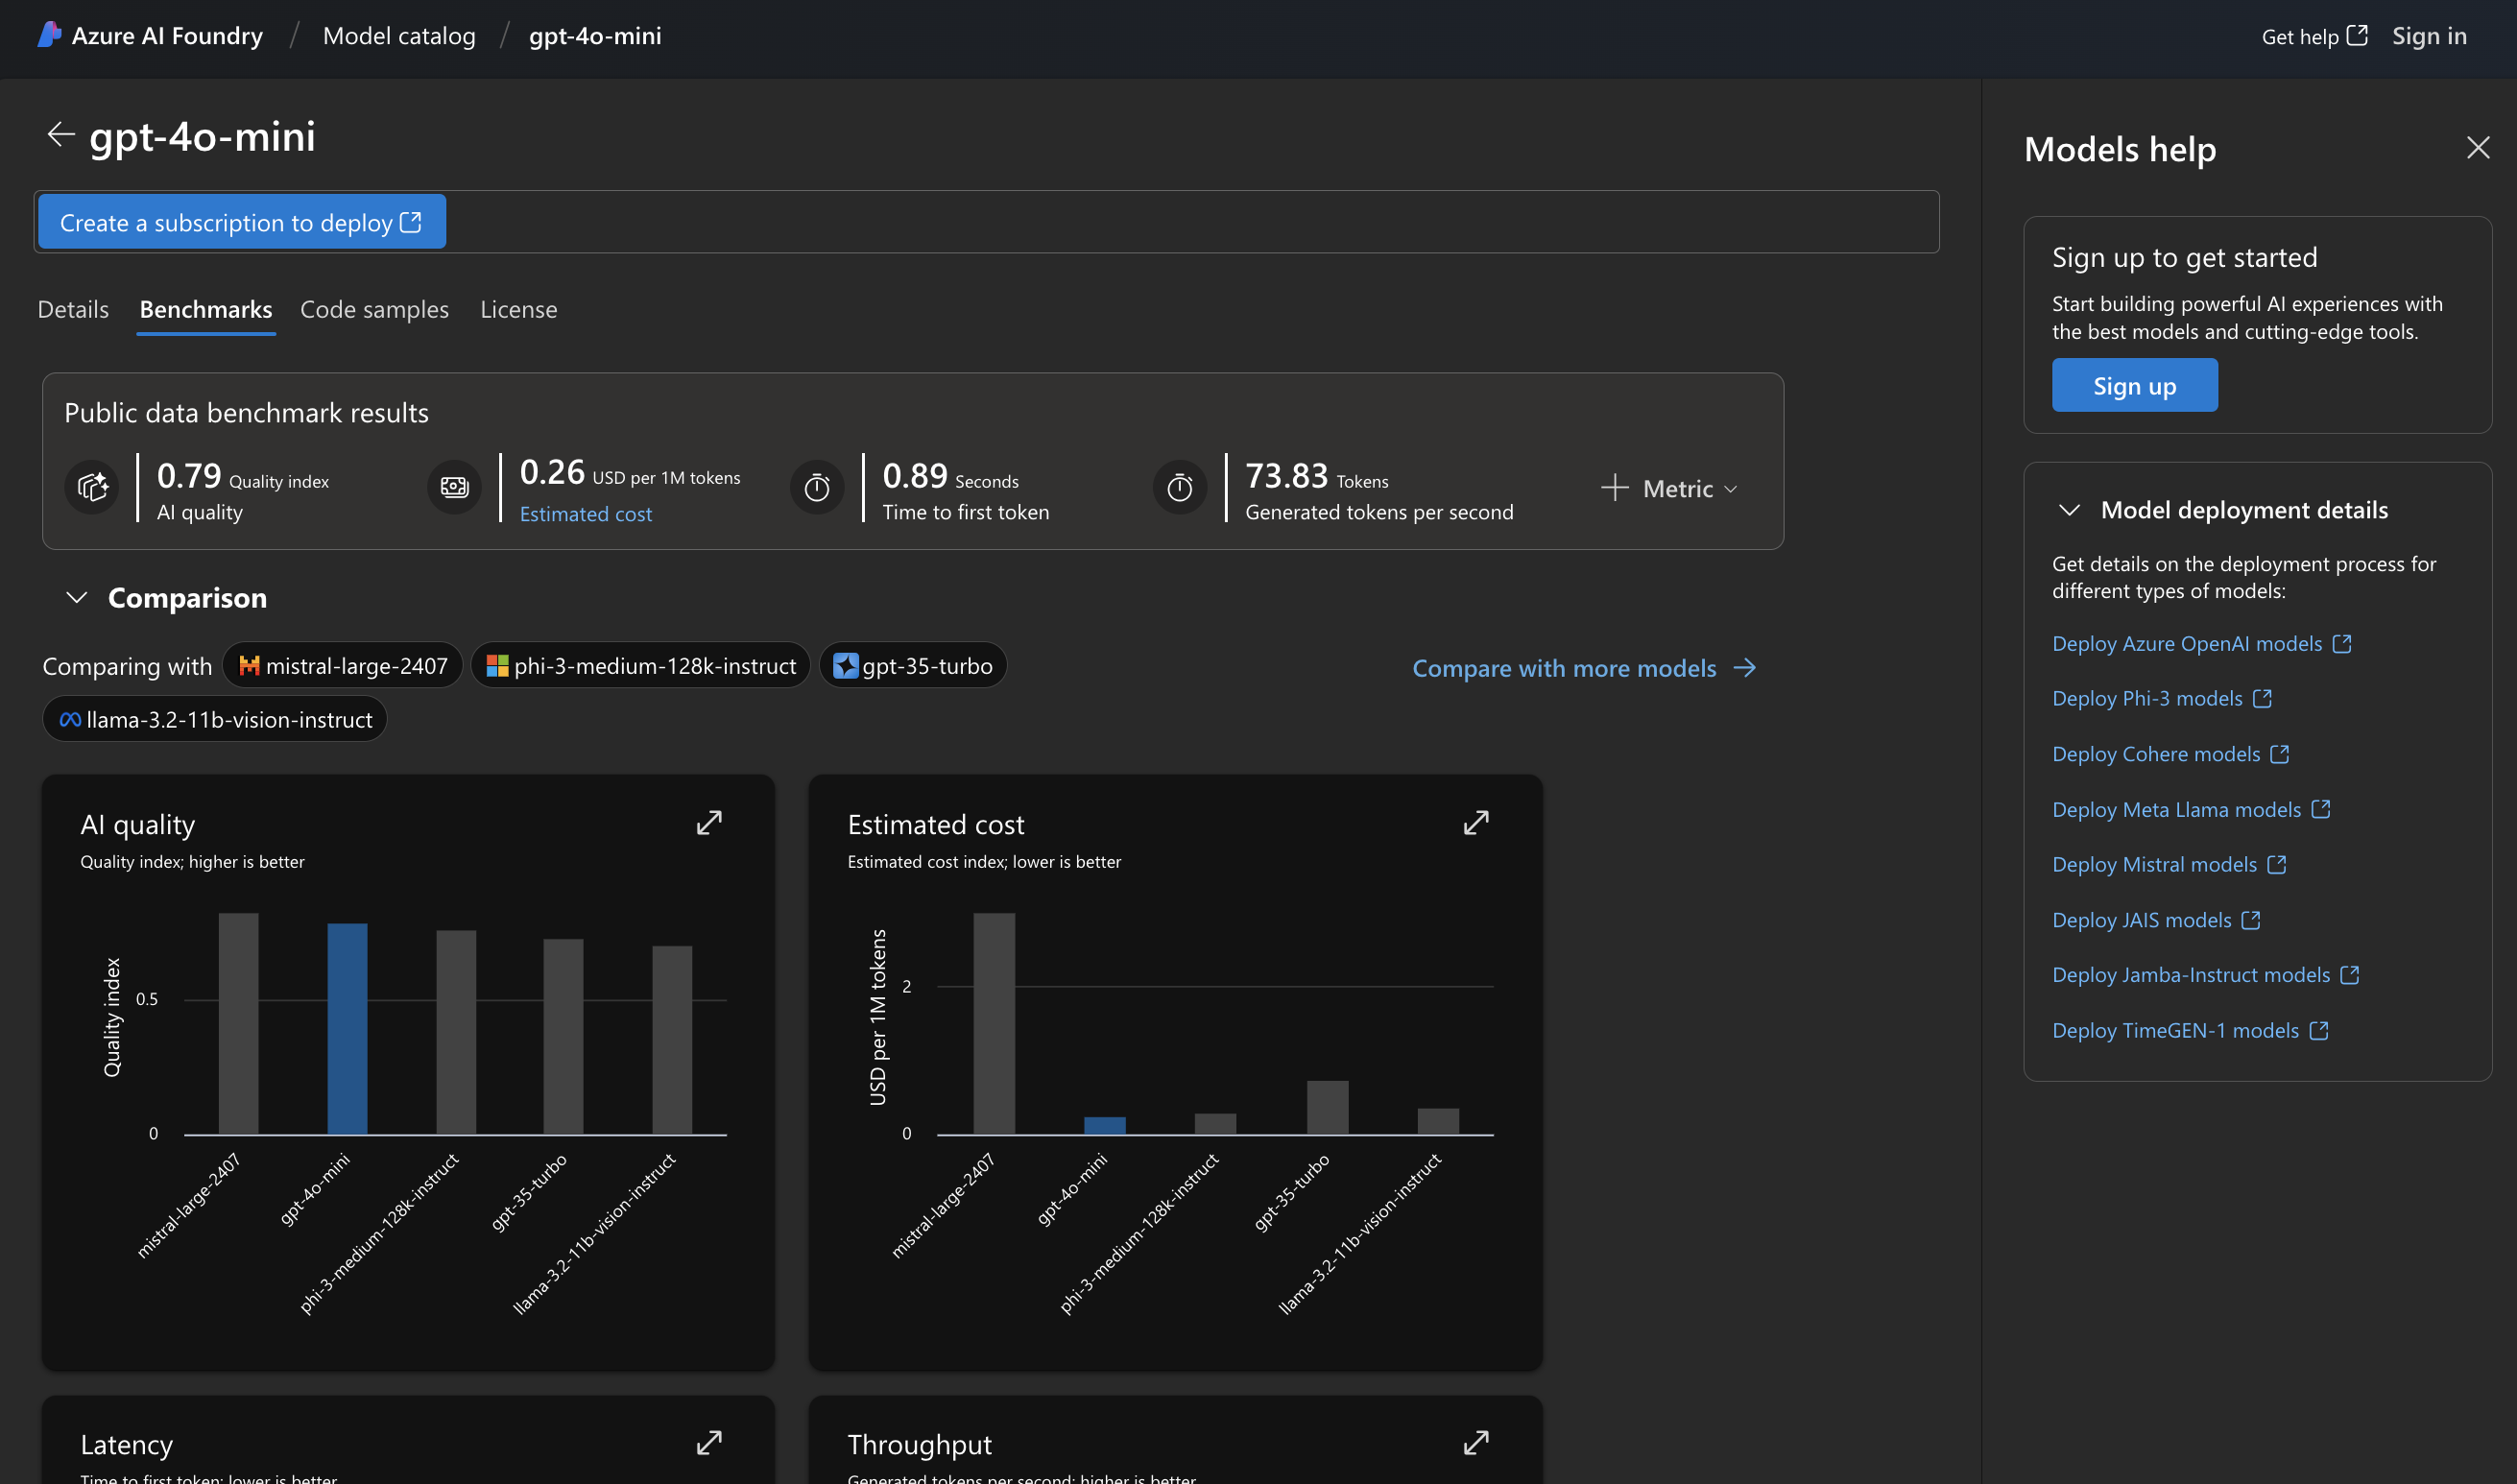 Azure AI Foundry / Model catalog / gpt-4o-mini
Get help Sign in
gpt-4o-mini
Create a subscription to deploy
Details Benchmarks Code samples License
Public data benchmark results
0.79 Quality index
AI quality
0.26 USD per 1M tokens
Estimated cost
0.89 Seconds
Time to first token
73.83 Tokens
Generated tokens per second
Metric
Comparison
Comparing with mistral-large-2407 phi-3-medium-128k-instruct gpt-35-turbo
llama-3.2-11b-vision-instruct
Compare with more models
AI quality
Quality index; higher is better
Quality index
0.5
0
mistral-large-2407
gpt-4o-mini
phi-3-medium-128k-instruct
gpt-35-turbo
llama-3.2-11b-vision-instruct
Estimated cost
Estimated cost index; lower is better
USD per 1M tokens
2
0
mistral-large-2407
gpt-4o-mini
phi-3-medium-128k-instruct
gpt-35-turbo
llama-3.2-11b-vision-instruct
Latency
Time to first token; lower is better
Throughput
Generated tokens per second; higher is better
Models help
Sign up to get started
Start building powerful AI experiences with
the best models and cutting-edge tools.
Sign up
Model deployment details
Get details on the deployment process for
different types of models:
Deploy Azure OpenAI models
Deploy Phi-3 models
Deploy Cohere models
Deploy Meta Llama models
Deploy Mistral models
Deploy JAIS models
Deploy Jamba-Instruct models
Deploy TimeGEN-1 models